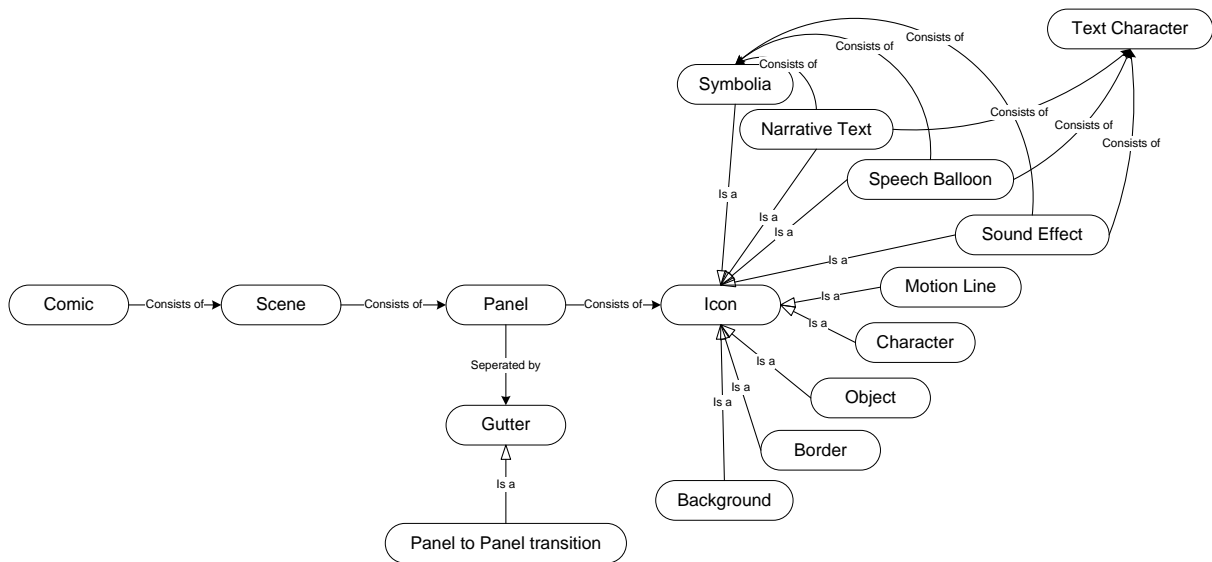 Consists of
Text Character
Consists of
Consists of
Symbolia
Consists of
Narrative Text
Consists of
Consists of
Speech Balloon
Is a
Is a
Is a
Sound Effect
Is a
Motion Line
Is a
Comic
Consists of
Scene
Consists of
Panel
Consists of
Icon
Is a
Character
Seperated by
Is a
Object
Is a
Is a
Gutter
Border
Is a
Background
Panel to Panel transition